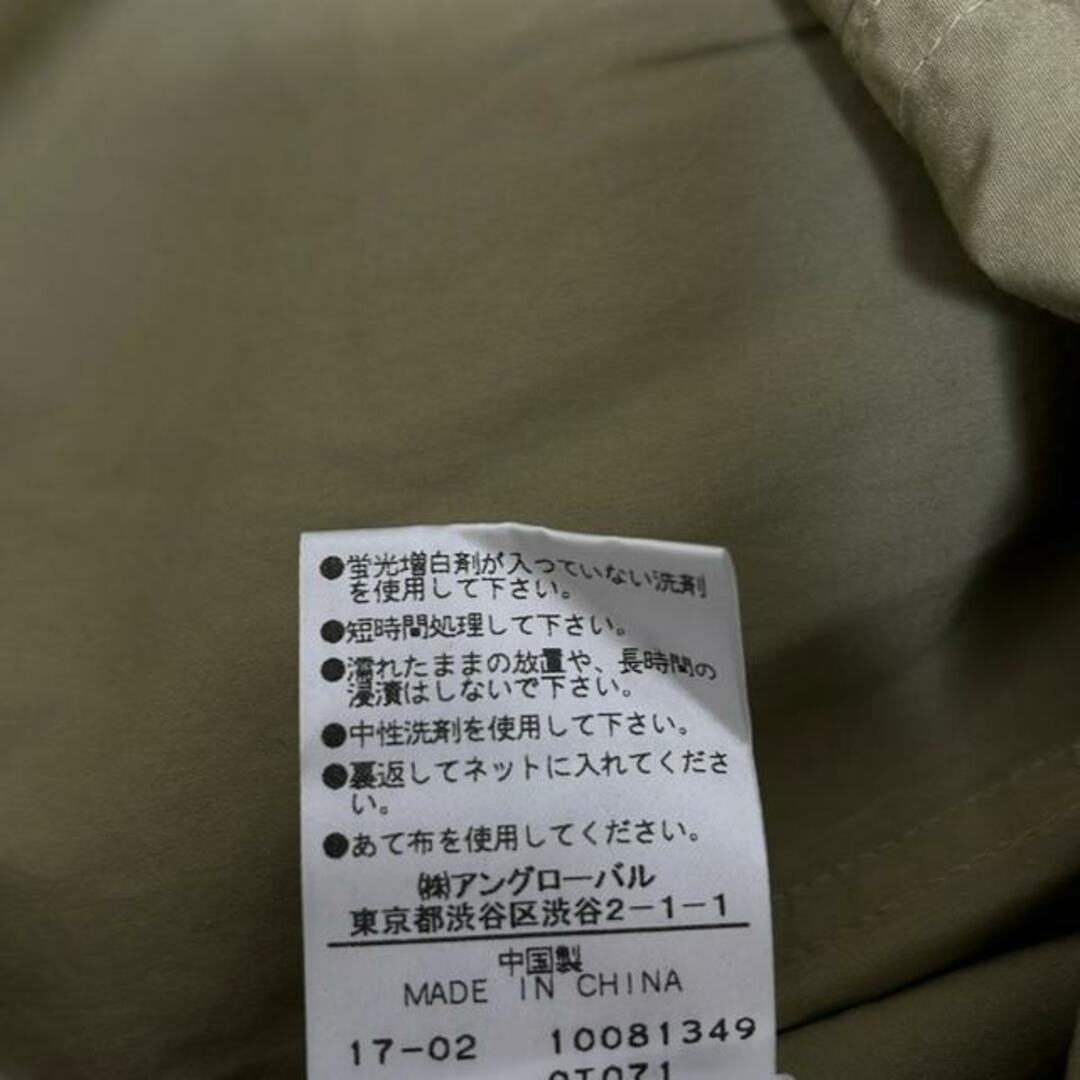 ●蛍光増白剤が入っていない洗剤
を使用して下さい。
●短時間処理して下さい。
●濡れたままの放置や、長時間の
浸漬はしないで下さい。
●中性洗剤を使用して下さい。
●裏返してネットに入れてくださ
い。
●あて布を使用してください。
㈱アングローバル
東京都渋谷区渋谷2-1-1
中国製
MADE IN CHINA
17-02 10081349